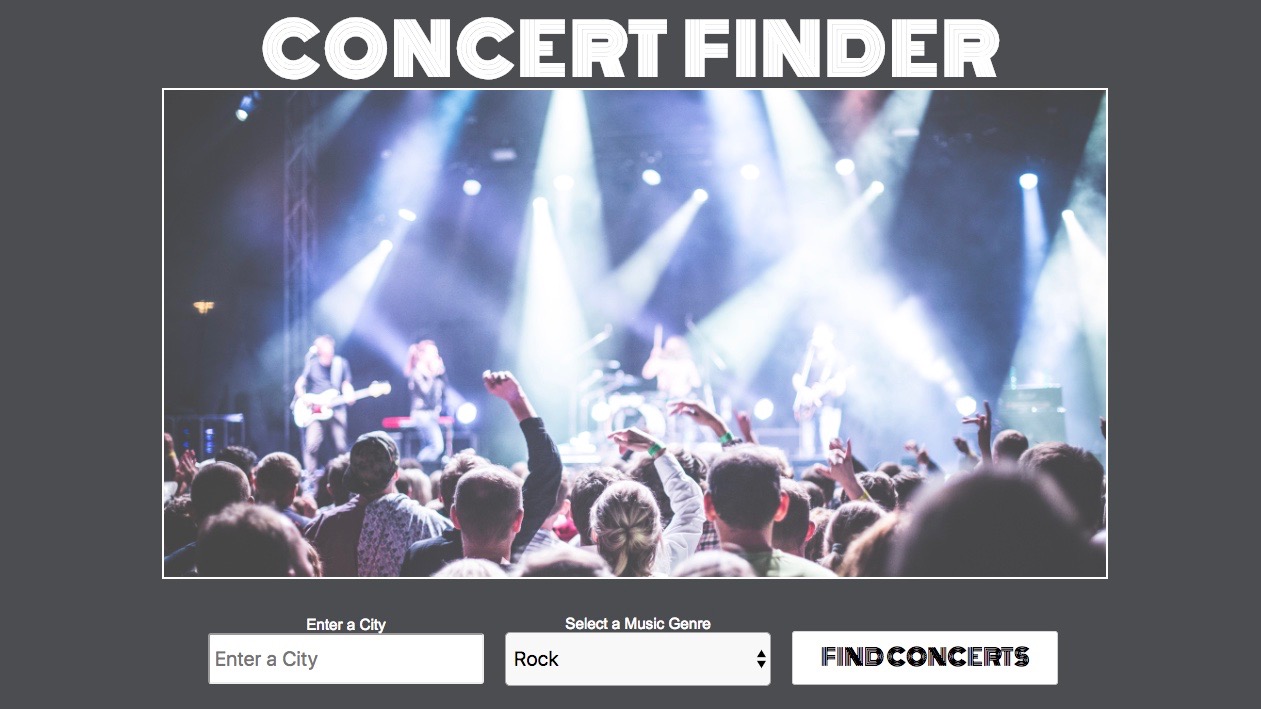 CONCERT FINDER
Enter a City
Select a Music Genre
Enter a City
Rock
FIND CONCERTS